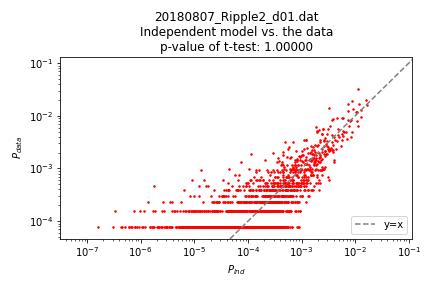 20180807_Ripple2_d01.dat
Independent model vs. the data
p-value of t-test: 1.00000
10⁻¹
10⁻²
10⁻³
10⁻⁴
P_data
y=x
10⁻⁷ 10⁻⁶ 10⁻⁵ 10⁻⁴ 10⁻³ 10⁻² 10⁻¹
P_ind